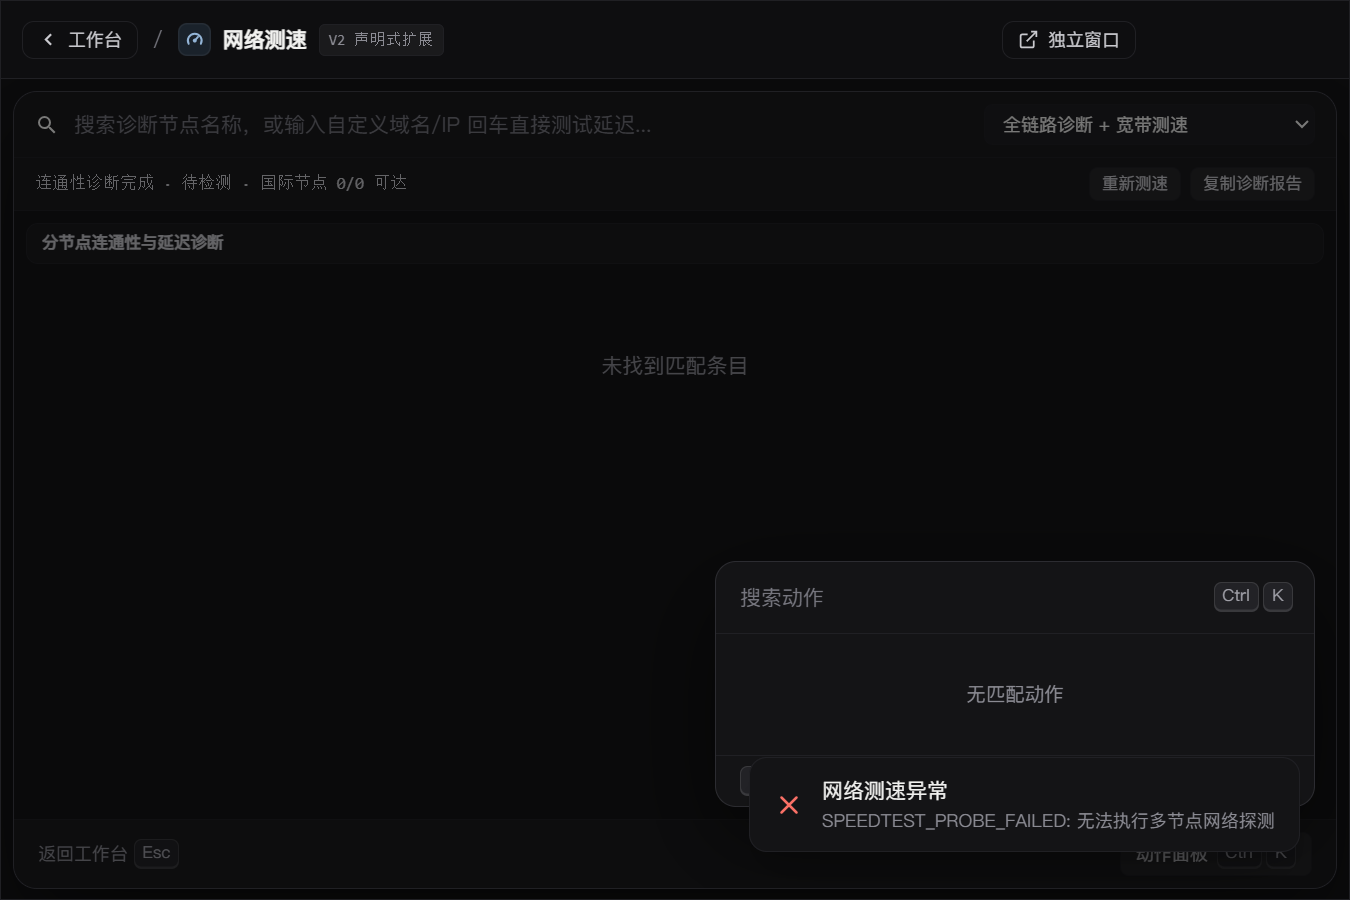 工作台 / 网络测速 V2 声明式扩展 独立窗口
搜索诊断节点名称，或输入自定义域名/IP 回车直接测试延迟... 全链路诊断 + 宽带测速
连通性诊断完成 · 待检测 · 国际节点 0/0 可达 重新测速 复制诊断报告
分节点连通性与延迟诊断
未找到匹配条目
搜索动作 Ctrl K
无匹配动作
网络测速异常
SPEEDTEST_PROBE_FAILED: 无法执行多节点网络探测
返回工作台 Esc 动作面板 Ctrl K